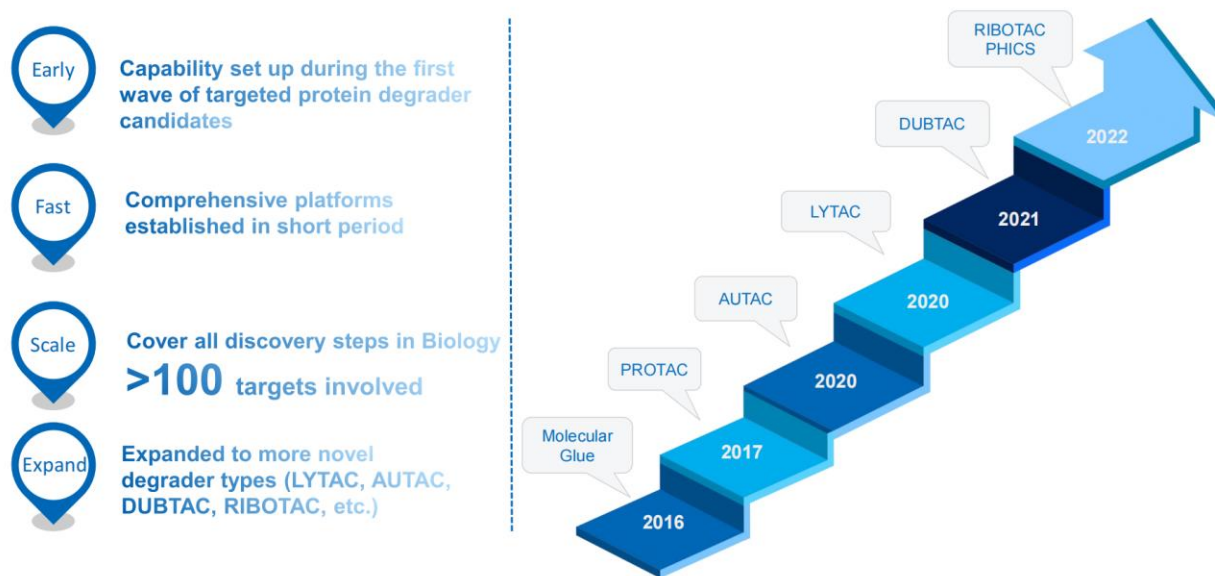 Early
Capability set up during the first
wave of targeted protein degrader
candidates
Fast
Comprehensive platforms
established in short period
Scale
Cover all discovery steps in Biology
>100 targets involved
Expand
Expanded to more novel
degrader types (LYTAC, AUTAC,
DUBTAC, RIBOTAC, etc.)
Molecular
Glue
2016
PROTAC
2017
AUTAC
2020
LYTAC
2020
DUBTAC
2021
RIBOTAC
PHICS
2022